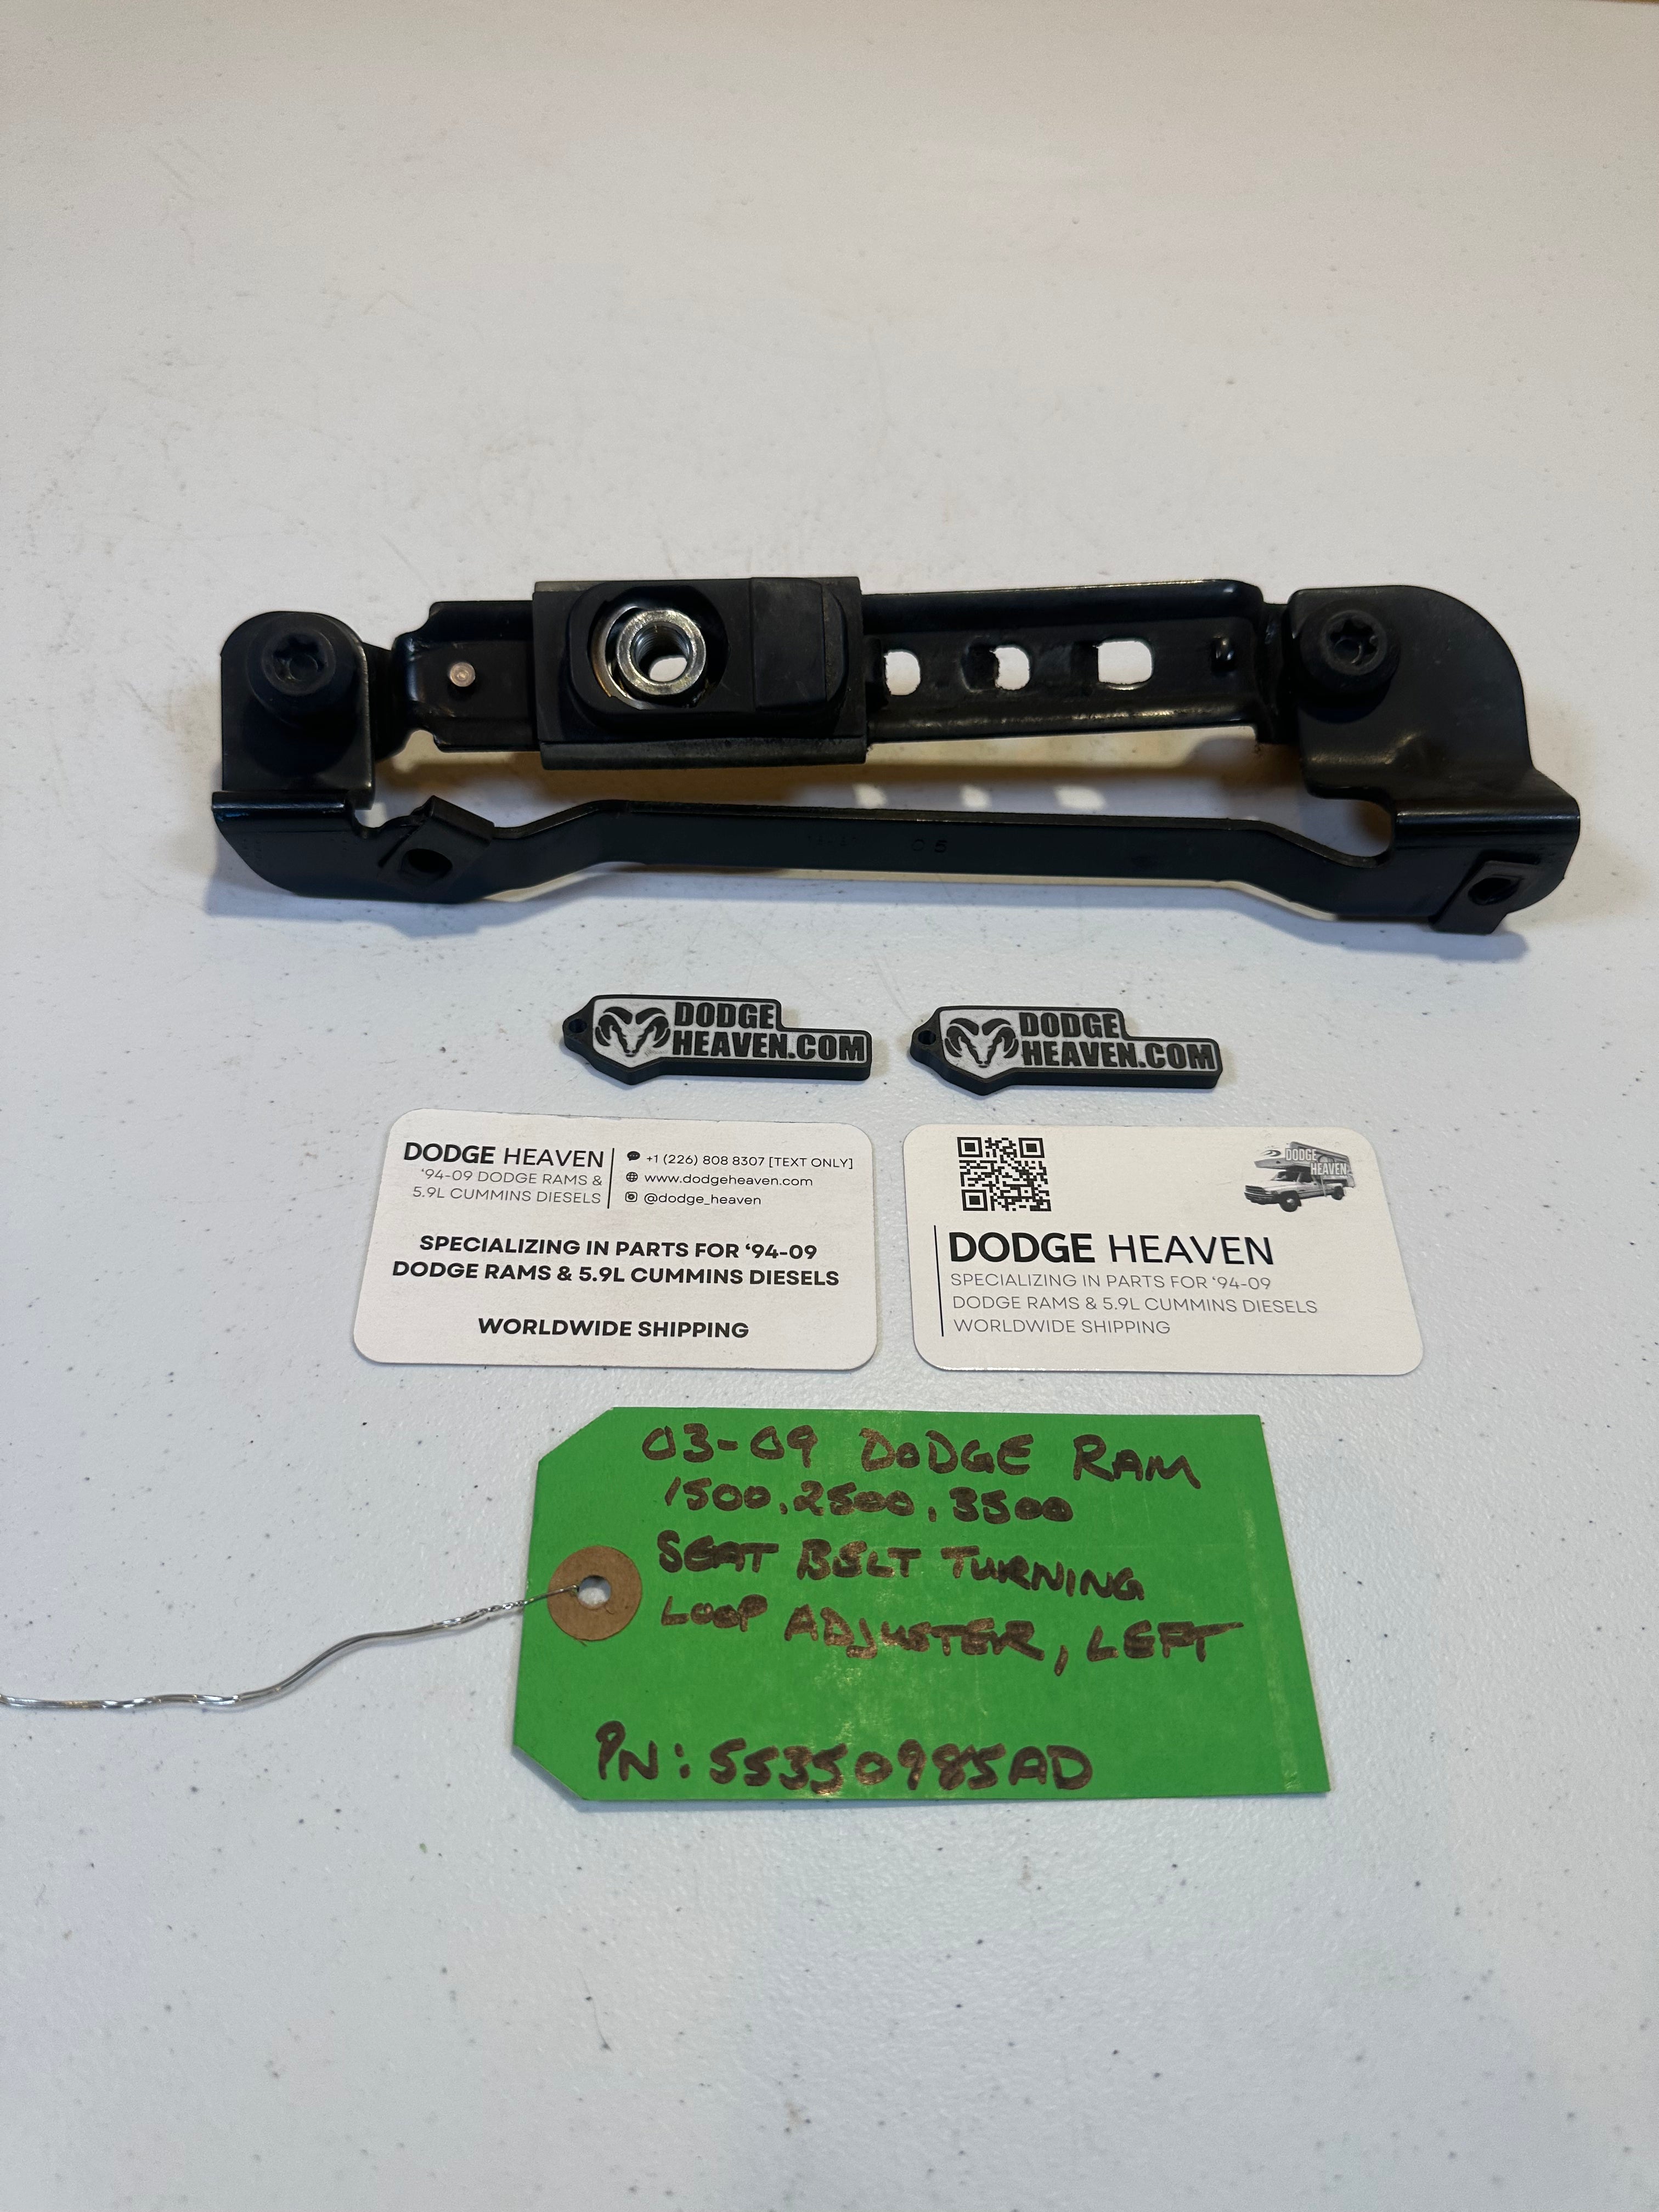 05
DODGE
HEAVEN.COM
DODGE
HEAVEN.COM
DODGE HEAVEN
'94-09 DODGE RAMS &
5.9L CUMMINS DIESELS
+1 (226) 808 8307 [TEXT ONLY]
www.dodgeheaven.com
@dodge_heaven
SPECIALIZING IN PARTS FOR '94-09
DODGE RAMS & 5.9L CUMMINS DIESELS
WORLDWIDE SHIPPING
DODGE
HEAVEN
DODGE HEAVEN
SPECIALIZING IN PARTS FOR '94-09
DODGE RAMS & 5.9L CUMMINS DIESELS
WORLDWIDE SHIPPING
03-09 DODGE RAM
1500, 2500, 3500
SEAT BELT TURNING
LOOP ADJUSTER, LEFT
PN: 55350985AD